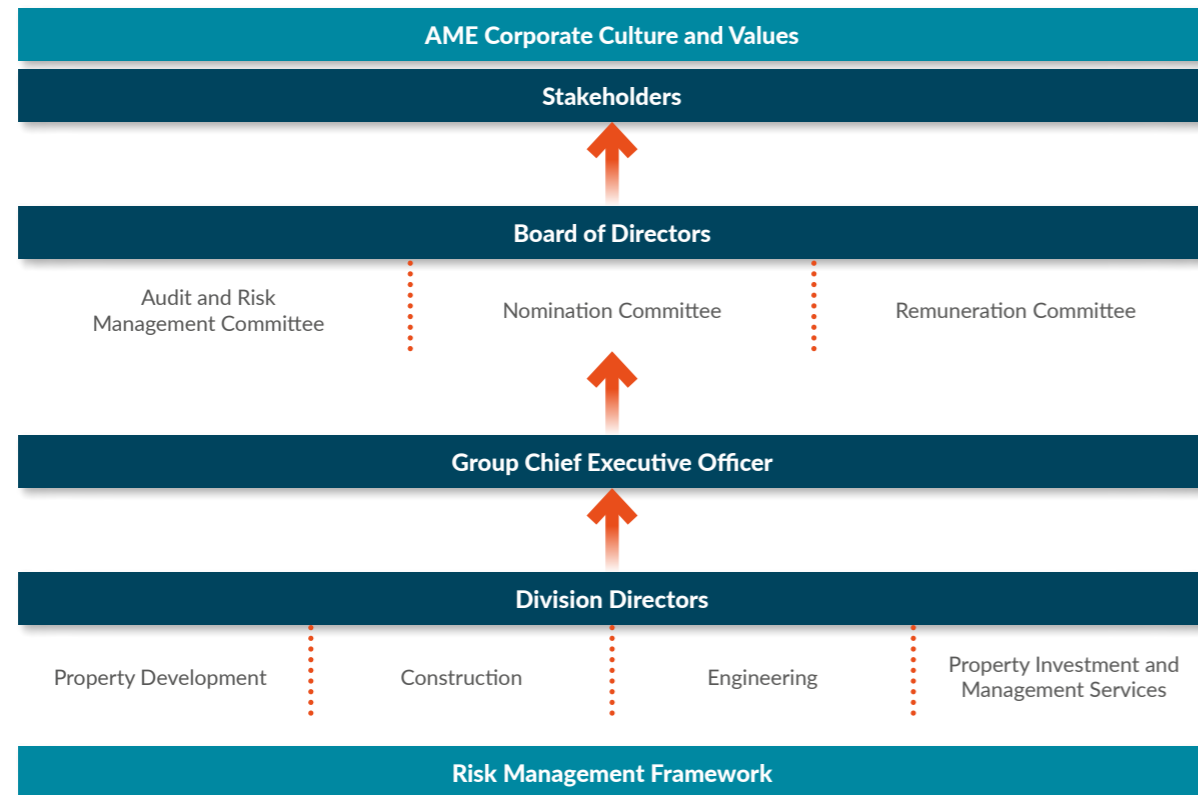 AME Corporate Culture and Values
Stakeholders
Board of Directors
Audit and Risk
Management Committee
Nomination Committee
Remuneration Committee
Group Chief Executive Officer
Division Directors
Property Development
Construction
Engineering
Property Investment and
Management Services
Risk Management Framework